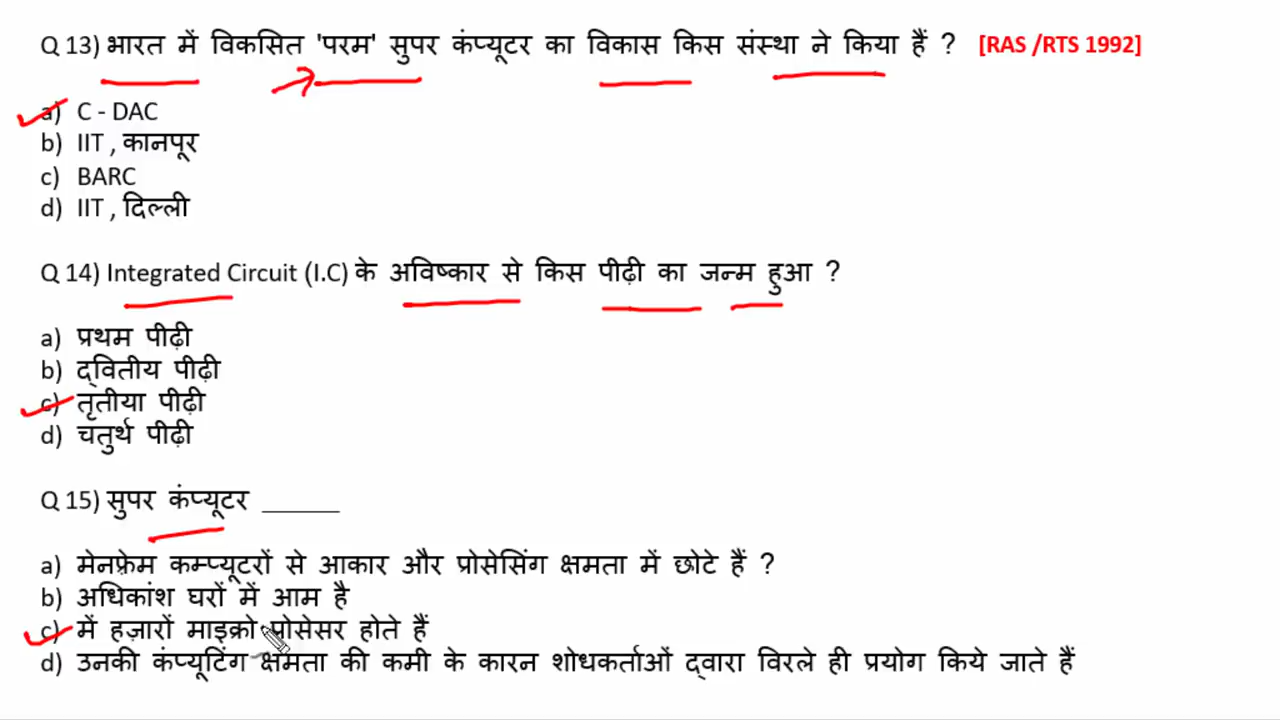 Q 13) भारत में विकसित 'परम' सुपर कंप्यूटर का विकास किस संस्था ने किया हैं ? [RAS /RTS 1992]
a) C - DAC
b) IIT , कानपूर
c) BARC
d) IIT , दिल्ली
Q 14) Integrated Circuit (I.C) के अविष्कार से किस पीढ़ी का जन्म हुआ ?
a) प्रथम पीढ़ी
b) द्वितीय पीढ़ी
c) तृतीया पीढ़ी
d) चतुर्थ पीढ़ी
Q 15) सुपर कंप्यूटर ______
a) मेनफ़्रेम कम्प्यूटरों से आकार और प्रोसेसिंग क्षमता में छोटे हैं ?
b) अधिकांश घरों में आम है
c) में हज़ारों माइक्रो प्रोसेसर होते हैं
d) उनकी कंप्यूटिंग क्षमता की कमी के कारन शोधकर्ताओं द्वारा विरले ही प्रयोग किये जाते हैं